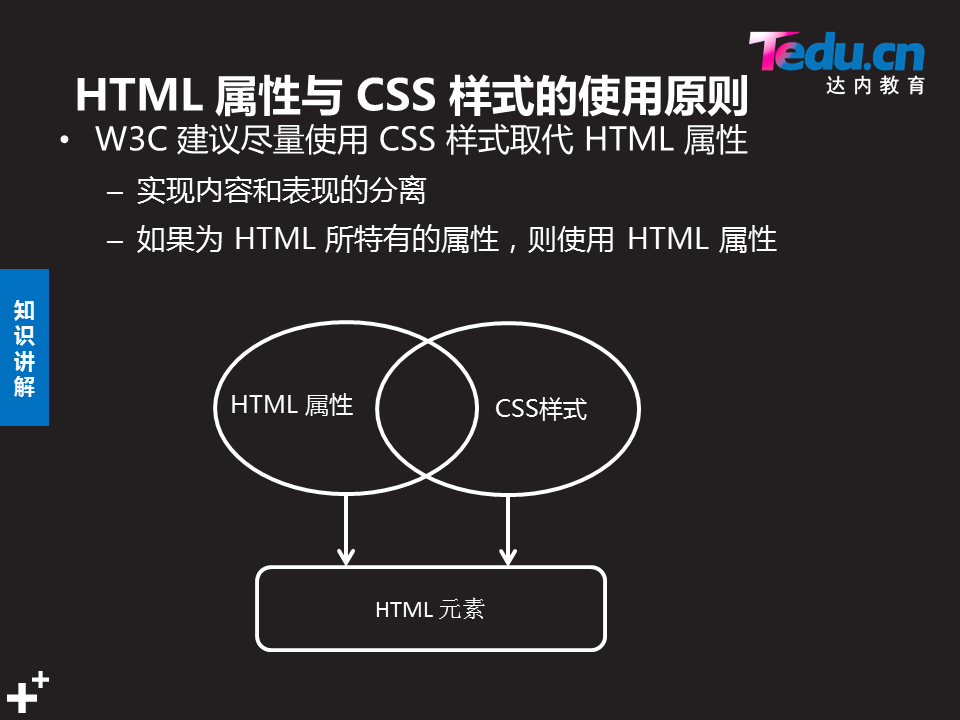 Tedu.cn
达内教育
HTML 属性与 CSS 样式的使用原则
• W3C 建议尽量使用 CSS 样式取代 HTML 属性
– 实现内容和表现的分离
– 如果为 HTML 所特有的属性，则使用 HTML 属性
知
识
讲
解
HTML 属性
CSS样式
HTML 元素